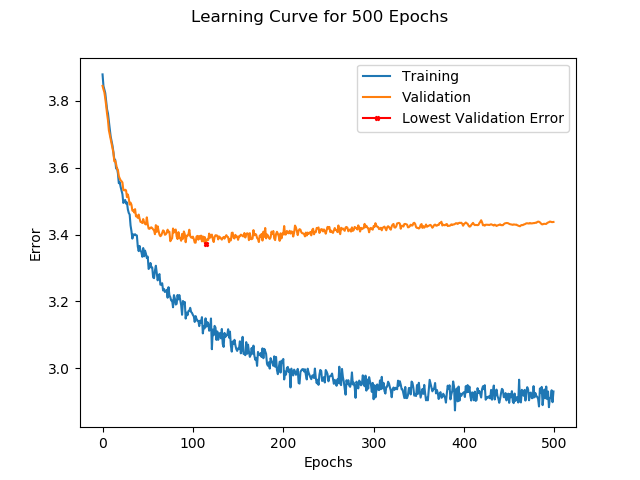 Learning Curve for 500 Epochs
Training
Validation
Lowest Validation Error
3.8
3.6
3.4
3.2
3.0
Error
0 100 200 300 400 500
Epochs